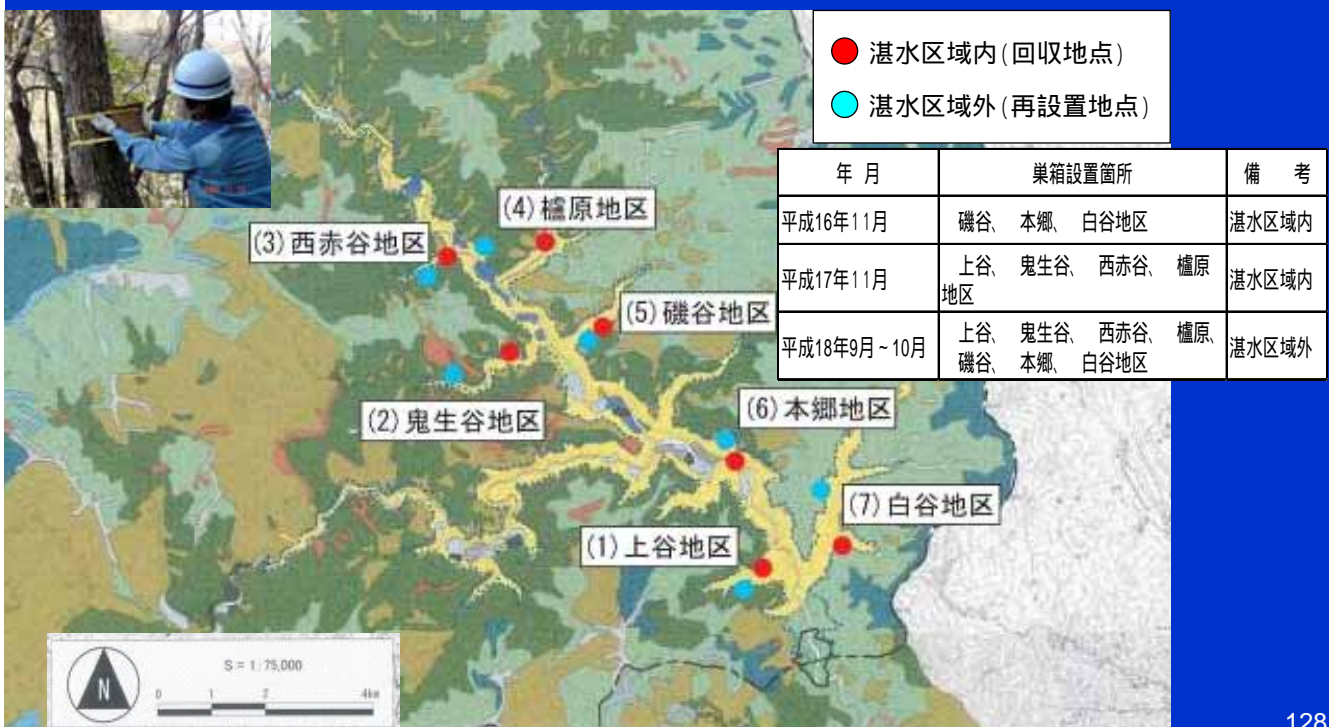 湛水区域内(回収地点)
湛水区域外(再設置地点)
年 月 巣箱設置箇所 備 考
平成16年11月 磯谷、 本郷、 白谷地区 湛水区域内
平成17年11月 上谷、 鬼生谷、 西赤谷、 櫨原
地区 湛水区域内
平成18年9月~10月 上谷、 鬼生谷、 西赤谷、 櫨原、
磯谷、 本郷、 白谷地区 湛水区域外
(4)櫨原地区
(3)西赤谷地区
(5)磯谷地区
(2)鬼生谷地区
(6)本郷地区
(7)白谷地区
(1)上谷地区
S = 1:75,000
N
0 1 2 4km
128